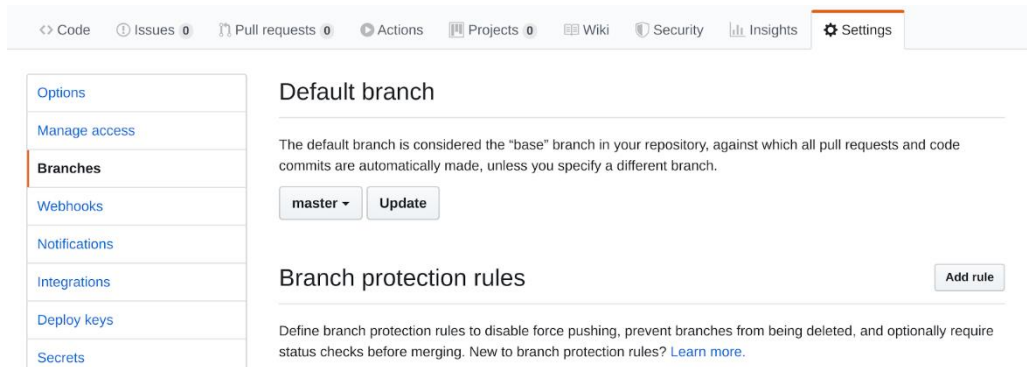 Code Issues 0 Pull requests 0 Actions Projects 0 Wiki Security Insights Settings
Options
Manage access
Branches
Webhooks
Notifications
Integrations
Deploy keys
Secrets
Default branch
The default branch is considered the “base” branch in your repository, against which all pull requests and code
commits are automatically made, unless you specify a different branch.
master Update
Branch protection rules Add rule
Define branch protection rules to disable force pushing, prevent branches from being deleted, and optionally require
status checks before merging. New to branch protection rules? Learn more.